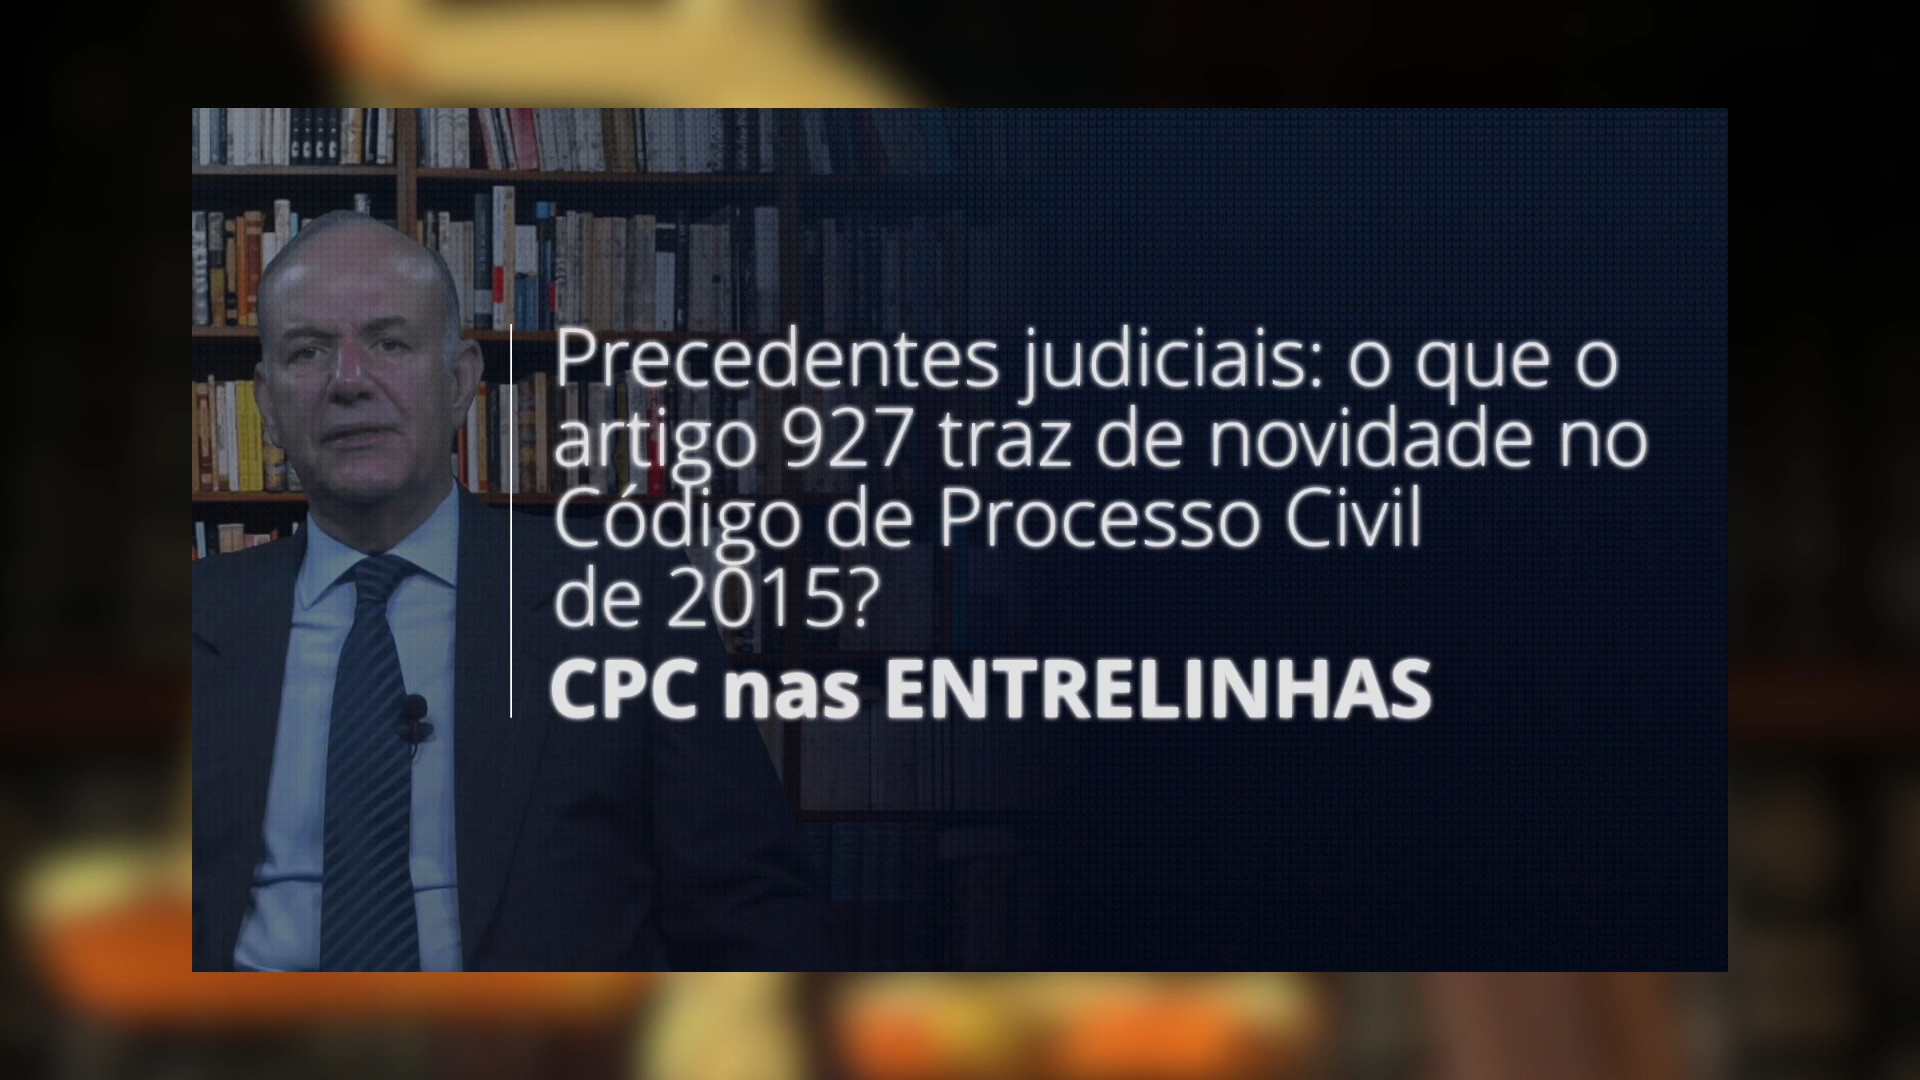 Precedentes judiciais: o que o
artigo 927 traz de novidade no
Código de Processo Civil
de 2015?
CPC nas ENTRELINHAS